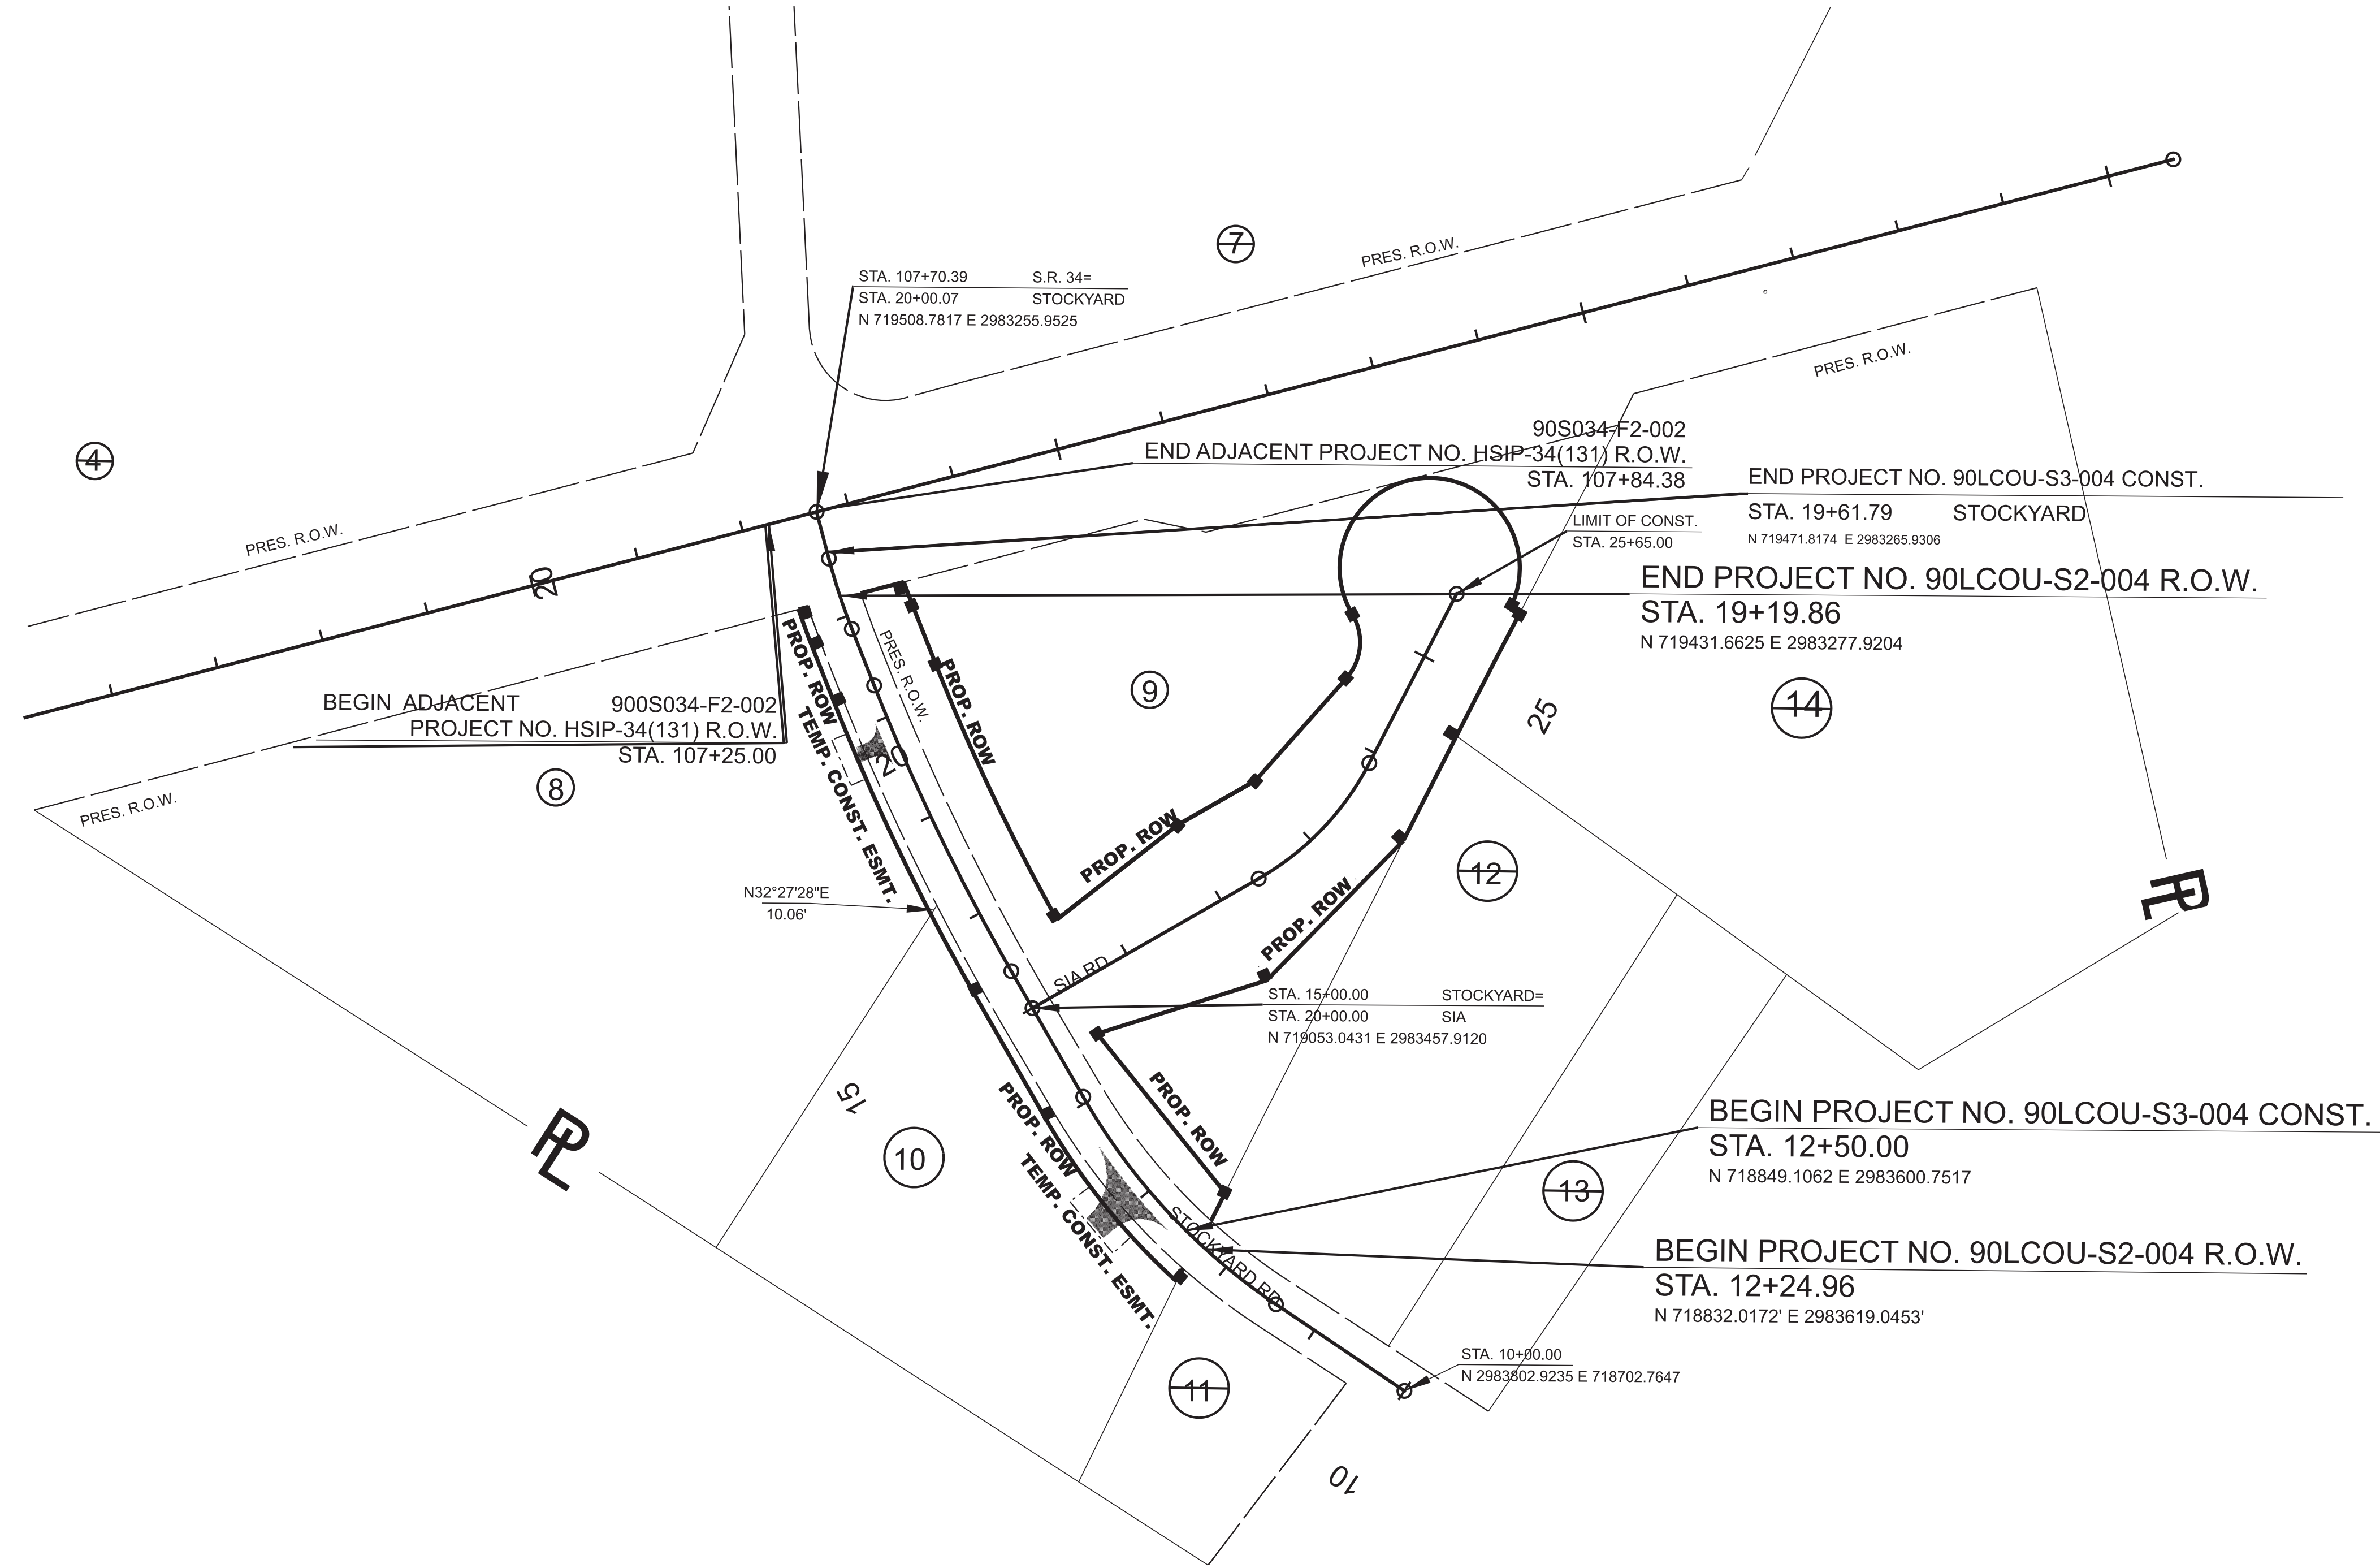 7
PRES. R.O.W.
STA. 107+70.39 S.R. 34=
STA. 20+00.07 STOCKYARD
N 719508.7817 E 2983255.9525
c
PRES. R.O.W.
4
90S034-F2-002
END ADJACENT PROJECT NO. HSIP-34(131) R.O.W.
STA. 107+84.38
END PROJECT NO. 90LCOU-S3-004 CONST.
STA. 19+61.79 STOCKYARD
N 719471.8174 E 2983265.9306
LIMIT OF CONST.
STA. 25+65.00
PRES. R.O.W.
20
END PROJECT NO. 90LCOU-S2-004 R.O.W.
STA. 19+19.86
N 719431.6625 E 2983277.9204
PROP. ROW
PRES. R.O.W.
PROP. ROW
9
14
25
BEGIN ADJACENT 900S034-F2-002
PROJECT NO. HSIP-34(131) R.O.W.
STA. 107+25.00
8
PRES. R.O.W.
TEMP. CONST. ESMT.
20
PROP. ROW
12
PL
N32°27'28"E
10.06'
PROP. ROW
SIA RD
STA. 15+00.00 STOCKYARD=
STA. 20+00.00 SIA
N 719053.0431 E 2983457.9120
15
PL
10
PROP. ROW
PROP. ROW
TEMP. CONST. ESMT.
STOCKYARD RD
13
BEGIN PROJECT NO. 90LCOU-S3-004 CONST.
STA. 12+50.00
N 718849.1062 E 2983600.7517
BEGIN PROJECT NO. 90LCOU-S2-004 R.O.W.
STA. 12+24.96
N 718832.0172' E 2983619.0453'
STA. 10+00.00
N 2983802.9235 E 718702.7647
11
10